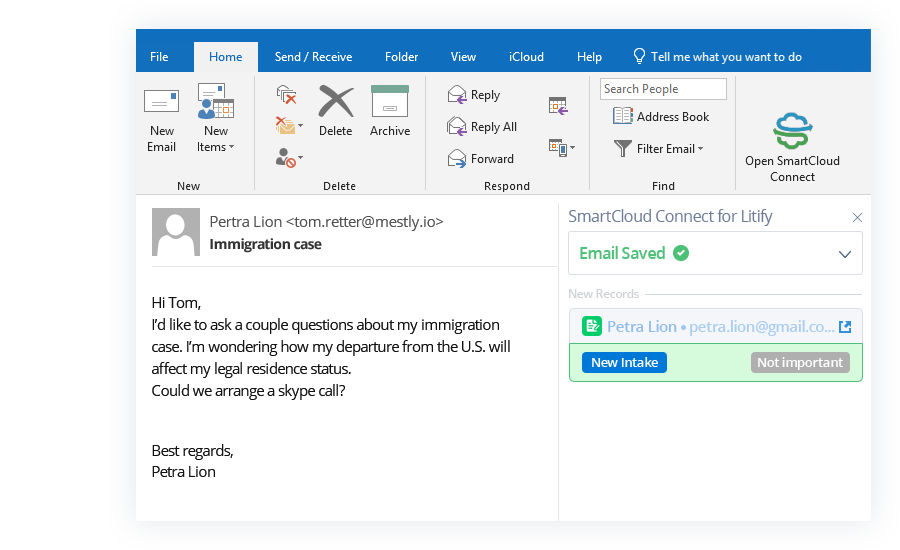 File Home Send / Receive Folder View iCloud Help Tell me what you want to do
New Email
New Items
New
Delete
Archive
Delete
Reply
Reply All
Forward
Respond
Search People
Address Book
Filter Email
Find
Open SmartCloud Connect
Pertra Lion <tom.retter@mestly.io>
Immigration case
Hi Tom,
I'd like to ask a couple questions about my immigration
case. I'm wondering how my departure from the U.S. will
affect my legal residence status.
Could we arrange a skype call?
Best regards,
Petra Lion
SmartCloud Connect for Litify
Email Saved
New Records
Petra Lion • petra.lion@gmail.co...
New Intake
Not important